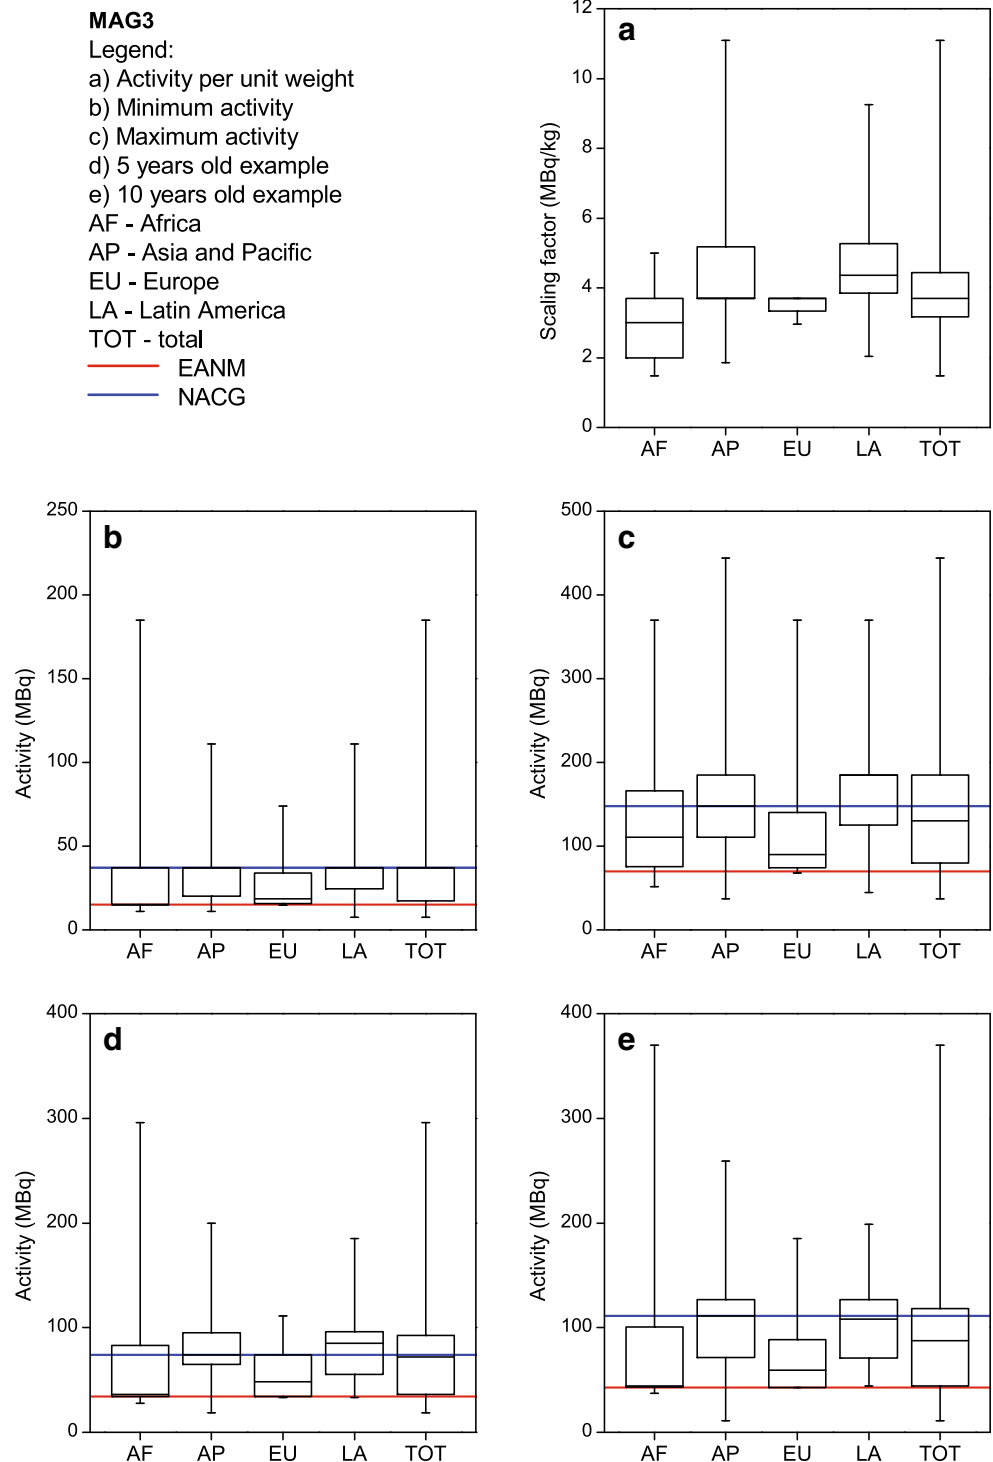 MAG3
Legend:
a) Activity per unit weight
b) Minimum activity
c) Maximum activity
d) 5 years old example
e) 10 years old example
AF - Africa
AP - Asia and Pacific
EU - Europe
LA - Latin America
TOT - total
EANM
NACG
a
Scaling factor (MBq/kg)
12
10
8
6
4
2
0
AF AP EU LA TOT
b
Activity (MBq)
250
200
150
100
50
0
AF AP EU LA TOT
c
Activity (MBq)
500
400
300
200
100
0
AF AP EU LA TOT
d
Activity (MBq)
400
300
200
100
0
AF AP EU LA TOT
e
Activity (MBq)
400
300
200
100
0
AF AP EU LA TOT